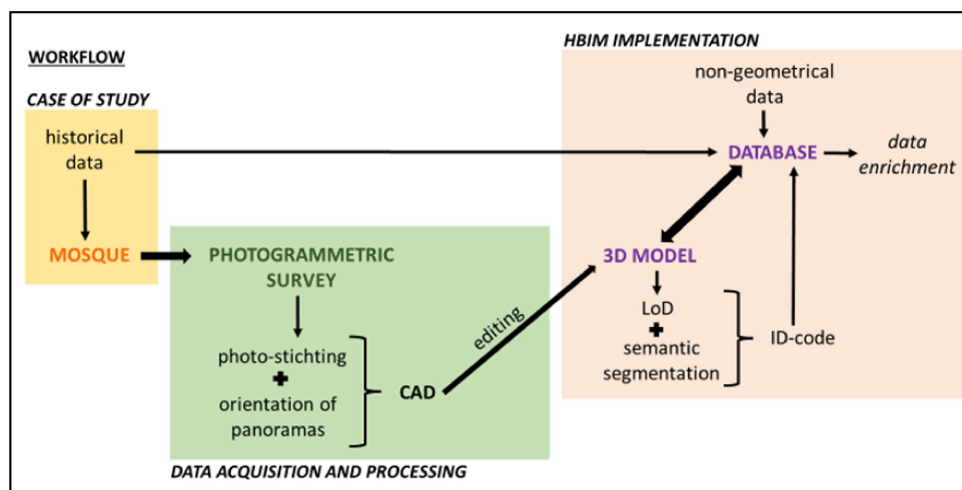 WORKFLOW
CASE OF STUDY
historical
data
MOSQUE
PHOTOGRAMMETRIC
SURVEY
photo-stichting
+
orientation of
panoramas
CAD
DATA ACQUISITION AND PROCESSING
editing
HBIM IMPLEMENTATION
non-geometrical
data
DATABASE
data
enrichment
3D MODEL
LoD
+
semantic
segmentation
ID-code